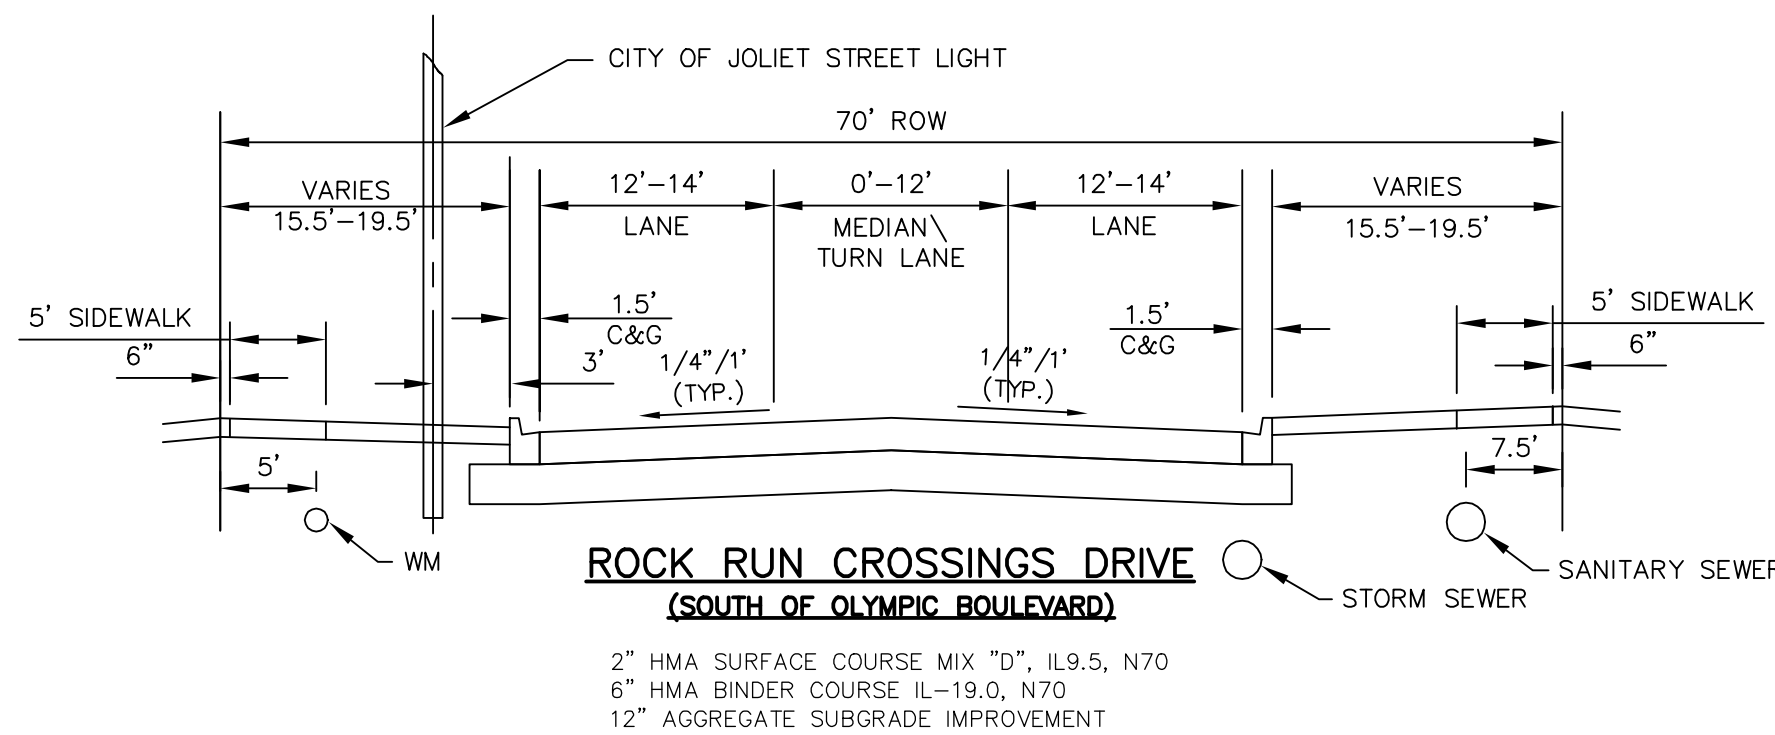 CITY OF JOLIET STREET LIGHT
70' ROW
VARIES
15.5'-19.5'
12'-14'
LANE
0'-12'
MEDIAN\
TURN LANE
12'-14'
LANE
VARIES
15.5'-19.5'
5' SIDEWALK
6"
1.5'
C&G
3'
1/4"/1'
(TYP.)
1/4"/1'
(TYP.)
1.5'
C&G
5' SIDEWALK
6"
5'
7.5'
WM
SANITARY SEWER
STORM SEWER
ROCK RUN CROSSINGS DRIVE
(SOUTH OF OLYMPIC BOULEVARD)
2" HMA SURFACE COURSE MIX "D", IL9.5, N70
6" HMA BINDER COURSE IL-19.0, N70
12" AGGREGATE SUBGRADE IMPROVEMENT